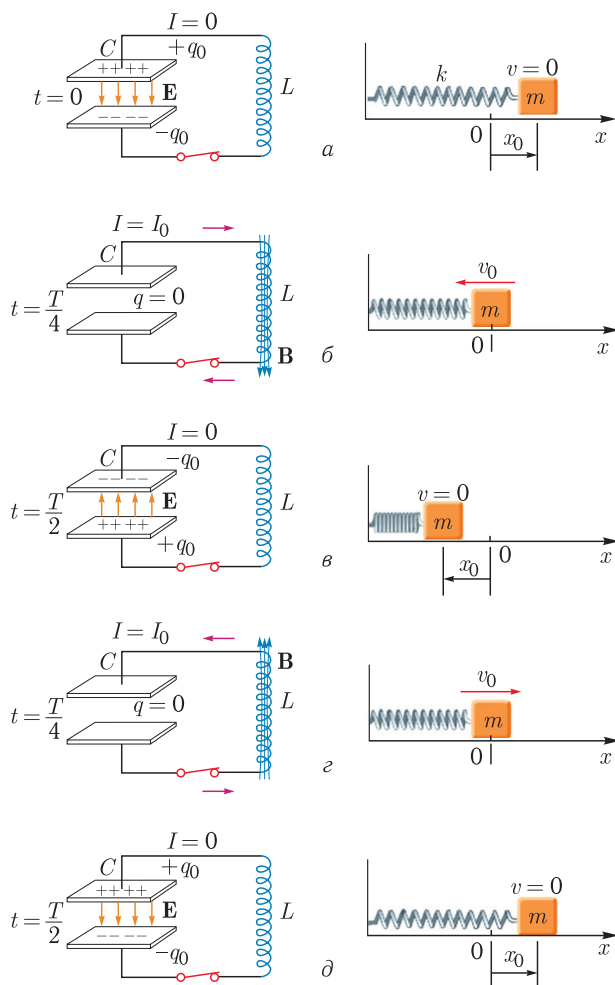 I = 0
C +q₀
++ ++
t = 0 E L
– – – –
–q₀
а
k v = 0
m
0 x₀ x
I = I₀
C
t = T/4 q = 0 L
B
б
v₀
m
0 x
I = 0
C –q₀
– – – –
t = T/2 E L
++ ++
+q₀
в
v = 0
m
x₀ 0 x
I = I₀
C B
t = T/4 q = 0 L
г
v₀
m
0 x
I = 0
C +q₀
++ ++
t = T/2 E L
– – – –
–q₀
д
v = 0
m
0 x₀ x